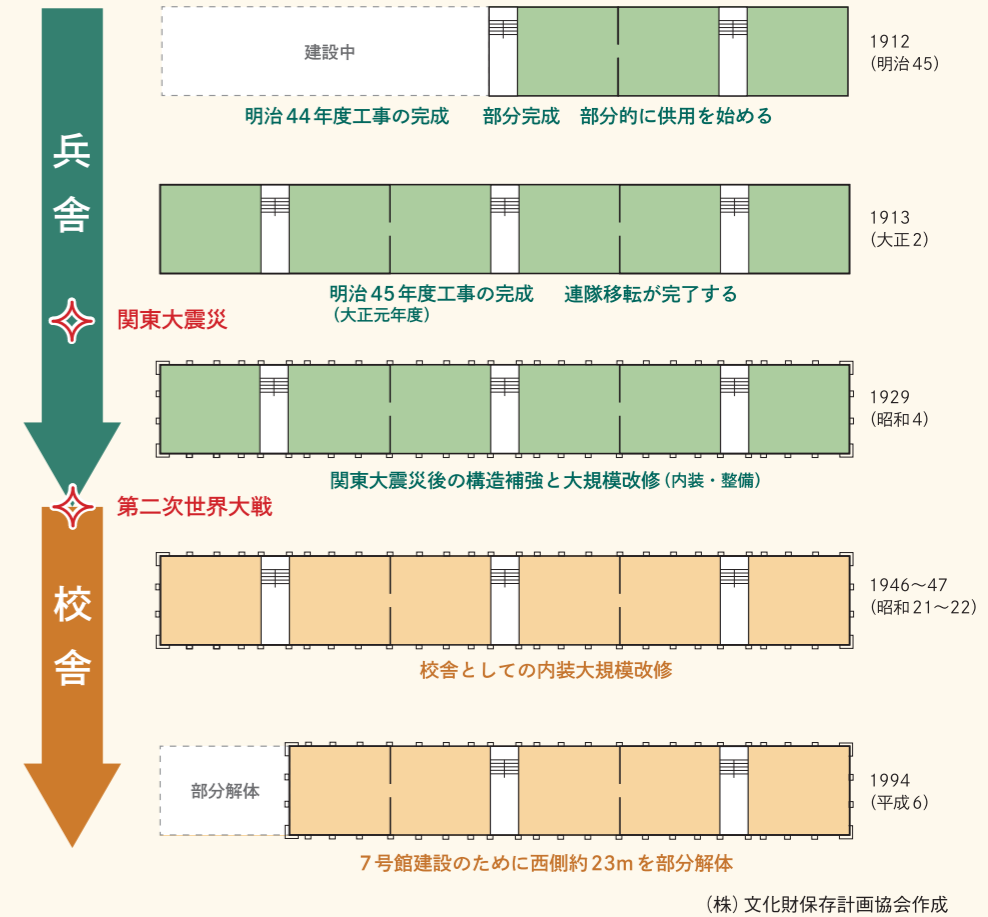 兵舎
建設中
1912
(明治45)
明治44年度工事の完成 部分完成 部分的に供用を始める
1913
(大正2)
明治45年度工事の完成 連隊移転が完了する
(大正元年度)
関東大震災
1929
(昭和4)
関東大震災後の構造補強と大規模改修(内装・整備)
第二次世界大戦
校舎
1946〜47
(昭和21〜22)
校舎としての内装大規模改修
部分解体
1994
(平成6)
7号館建設のために西側約23mを部分解体
(株)文化財保存計画協会作成